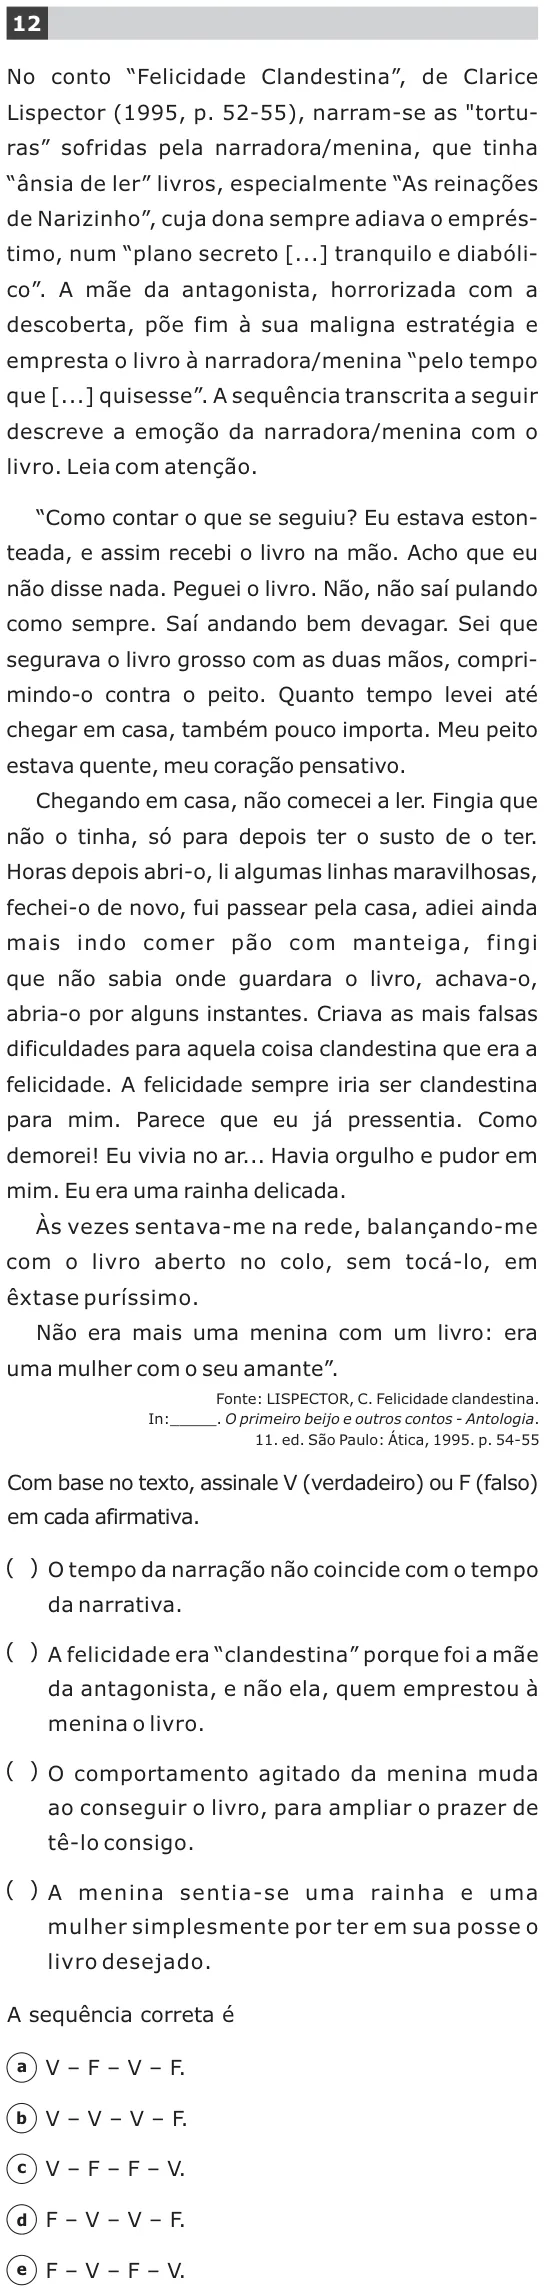 12
No conto “Felicidade Clandestina”, de Clarice
Lispector (1995, p. 52-55), narram-se as "tortu-
ras” sofridas pela narradora/menina, que tinha
“ânsia de ler” livros, especialmente “As reinações
de Narizinho”, cuja dona sempre adiava o emprés-
timo, num “plano secreto [...] tranquilo e diabóli-
co”. A mãe da antagonista, horrorizada com a
descoberta, põe fim à sua maligna estratégia e
empresta o livro à narradora/menina “pelo tempo
que [...] quisesse”. A sequência transcrita a seguir
descreve a emoção da narradora/menina com o
livro. Leia com atenção.
“Como contar o que se seguiu? Eu estava eston-
teada, e assim recebi o livro na mão. Acho que eu
não disse nada. Peguei o livro. Não, não saí pulando
como sempre. Saí andando bem devagar. Sei que
segurava o livro grosso com as duas mãos, compri-
mindo-o contra o peito. Quanto tempo levei até
chegar em casa, também pouco importa. Meu peito
estava quente, meu coração pensativo.
Chegando em casa, não comecei a ler. Fingia que
não o tinha, só para depois ter o susto de o ter.
Horas depois abri-o, li algumas linhas maravilhosas,
fechei-o de novo, fui passear pela casa, adiei ainda
mais indo comer pão com manteiga, fingi
que não sabia onde guardara o livro, achava-o,
abria-o por alguns instantes. Criava as mais falsas
dificuldades para aquela coisa clandestina que era a
felicidade. A felicidade sempre iria ser clandestina
para mim. Parece que eu já pressentia. Como
demorei! Eu vivia no ar... Havia orgulho e pudor em
mim. Eu era uma rainha delicada.
Às vezes sentava-me na rede, balançando-me
com o livro aberto no colo, sem tocá-lo, em
êxtase puríssimo.
Não era mais uma menina com um livro: era
uma mulher com o seu amante”.
Fonte: LISPECTOR, C. Felicidade clandestina.
In:_____. O primeiro beijo e outros contos - Antologia.
11. ed. São Paulo: Ática, 1995. p. 54-55
Com base no texto, assinale V (verdadeiro) ou F (falso)
em cada afirmativa.
( ) O tempo da narração não coincide com o tempo
da narrativa.
( ) A felicidade era “clandestina” porque foi a mãe
da antagonista, e não ela, quem emprestou à
menina o livro.
( ) O comportamento agitado da menina muda
ao conseguir o livro, para ampliar o prazer de
tê-lo consigo.
( ) A menina sentia-se uma rainha e uma
mulher simplesmente por ter em sua posse o
livro desejado.
A sequência correta é
a V – F – V – F.
b V – V – V – F.
c V – F – F – V.
d F – V – V – F.
e F – V – F – V.